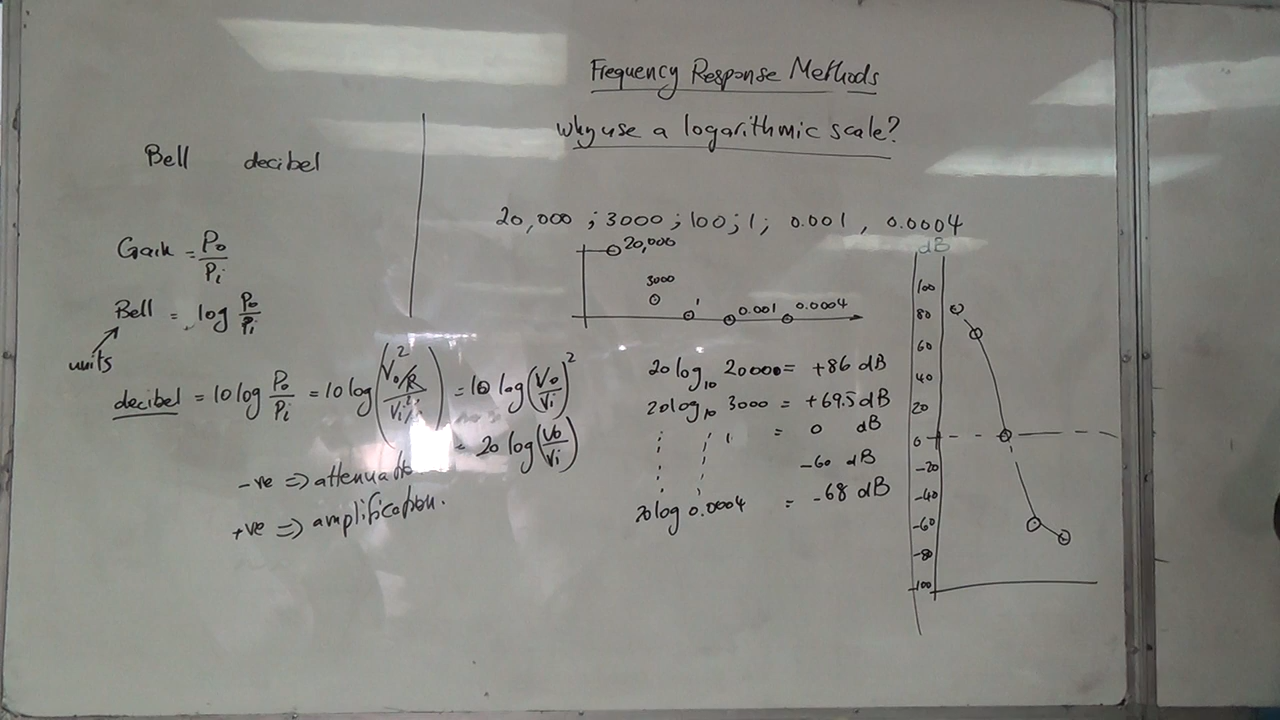 Frequency Response Methods
Why use a logarithmic scale?
Bell decibel
Gain = Po/Pi
Bell = log Po/Pi
units
decibel = 10 log Po/Pi = 10 log (Vo²/R / Vi²/) = 10 log (Vo/Vi)²
= 20 log (Vo/Vi)
-ve => attenuat
+ve => amplification.
20,000 ; 3000 ; 100 ; 1 ; 0.001 , 0.0004
20,000
3000
1
0.001
0.0004
20 log10 20000 = +86 dB
20 log10 3000 = +69.5 dB
1 = 0 dB
-60 dB
20 log 0.0004 = -68 dB
dB
100
80
60
40
20
0
-20
-40
-60
-80
-100